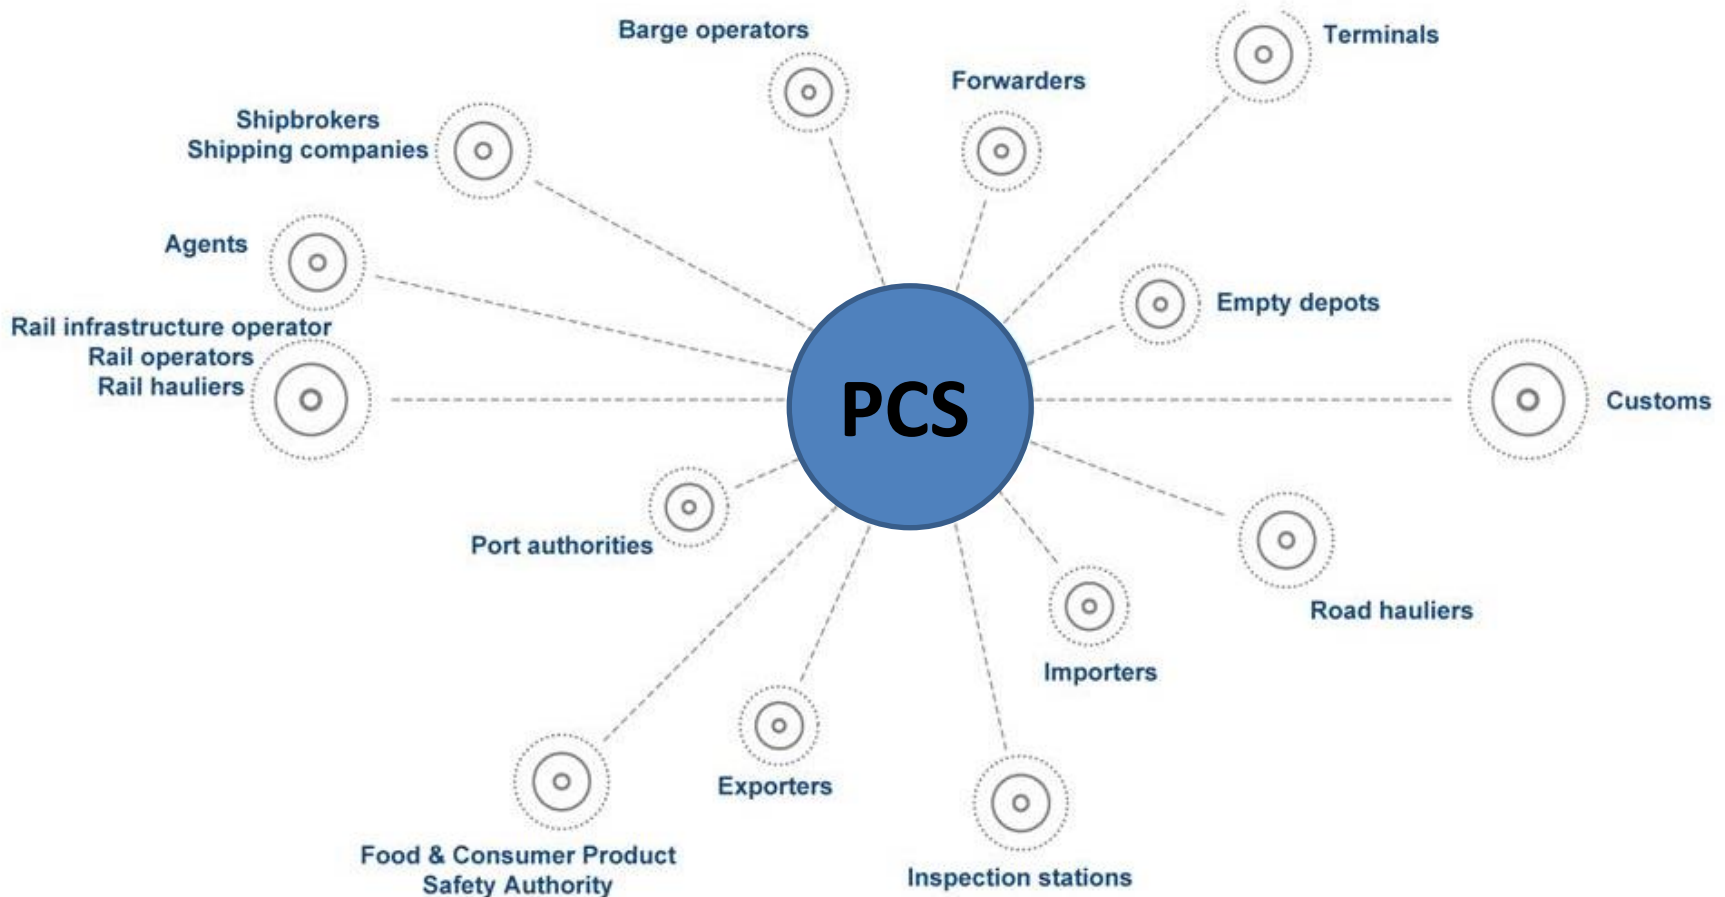 Barge operators
Terminals
Forwarders
Shipbrokers
Shipping companies
Agents
Empty depots
Rail infrastructure operator
Rail operators
Rail hauliers
PCS
Customs
Port authorities
Road hauliers
Importers
Exporters
Food & Consumer Product
Safety Authority
Inspection stations